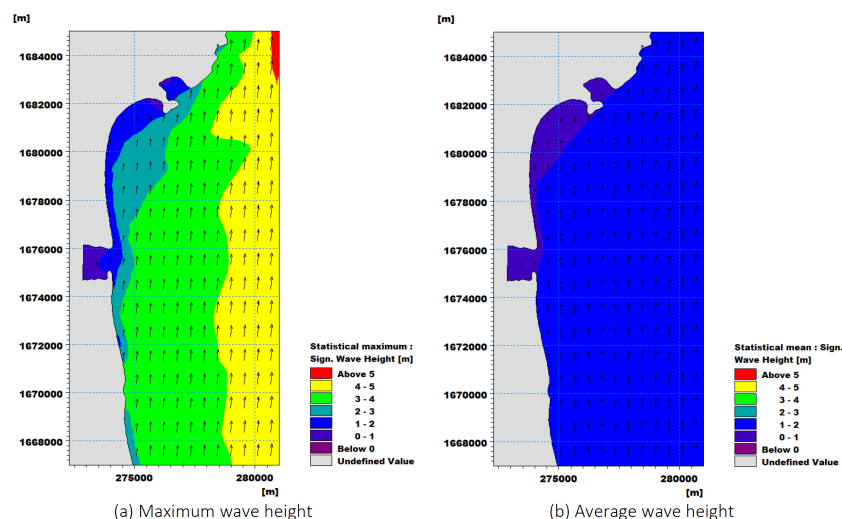 [m]
1684000
1682000
1680000
1678000
1676000
1674000
1672000
1670000
1668000
275000
280000
[m]
Statistical maximum :
Sign. Wave Height [m]
Above 5
4 - 5
3 - 4
2 - 3
1 - 2
0 - 1
Below 0
Undefined Value
(a) Maximum wave height
[m]
1684000
1682000
1680000
1678000
1676000
1674000
1672000
1670000
1668000
275000
280000
[m]
Statistical mean : Sign.
Wave Height [m]
Above 5
4 - 5
3 - 4
2 - 3
1 - 2
0 - 1
Below 0
Undefined Value
(b) Average wave height